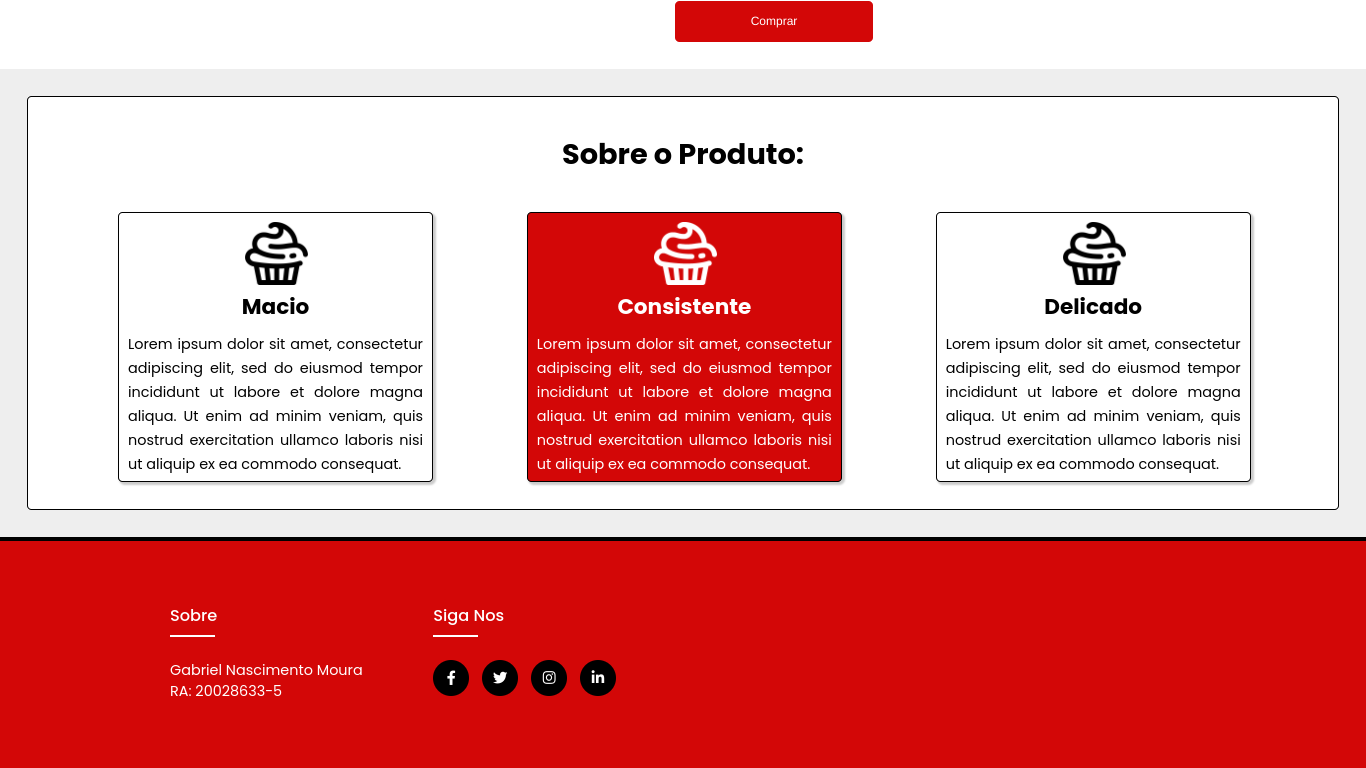 Comprar
Sobre o Produto:
Macio
Lorem ipsum dolor sit amet, consectetur
adipiscing elit, sed do eiusmod tempor
incididunt ut labore et dolore magna
aliqua. Ut enim ad minim veniam, quis
nostrud exercitation ullamco laboris nisi
ut aliquip ex ea commodo consequat.
Consistente
Lorem ipsum dolor sit amet, consectetur
adipiscing elit, sed do eiusmod tempor
incididunt ut labore et dolore magna
aliqua. Ut enim ad minim veniam, quis
nostrud exercitation ullamco laboris nisi
ut aliquip ex ea commodo consequat.
Delicado
Lorem ipsum dolor sit amet, consectetur
adipiscing elit, sed do eiusmod tempor
incididunt ut labore et dolore magna
aliqua. Ut enim ad minim veniam, quis
nostrud exercitation ullamco laboris nisi
ut aliquip ex ea commodo consequat.
Sobre
Gabriel Nascimento Moura
RA: 20028633-5
Siga Nos